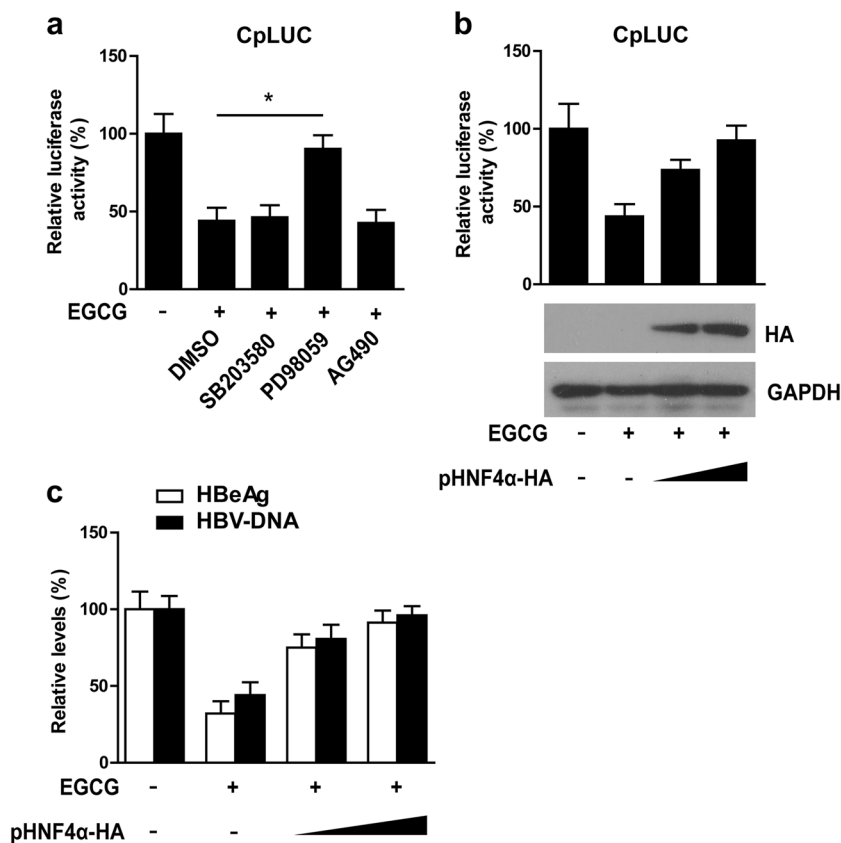 a
CpLUC
Relative luciferase
activity (%)
150
100
50
0
*
EGCG - + + + +
DMSO
SB203580
PD98059
AG490
b
CpLUC
Relative luciferase
activity (%)
150
100
50
0
HA
GAPDH
EGCG - + + +
pHNF4α-HA - -
c
HBeAg
HBV-DNA
Relative levels (%)
150
100
50
0
EGCG - + + +
pHNF4α-HA - -